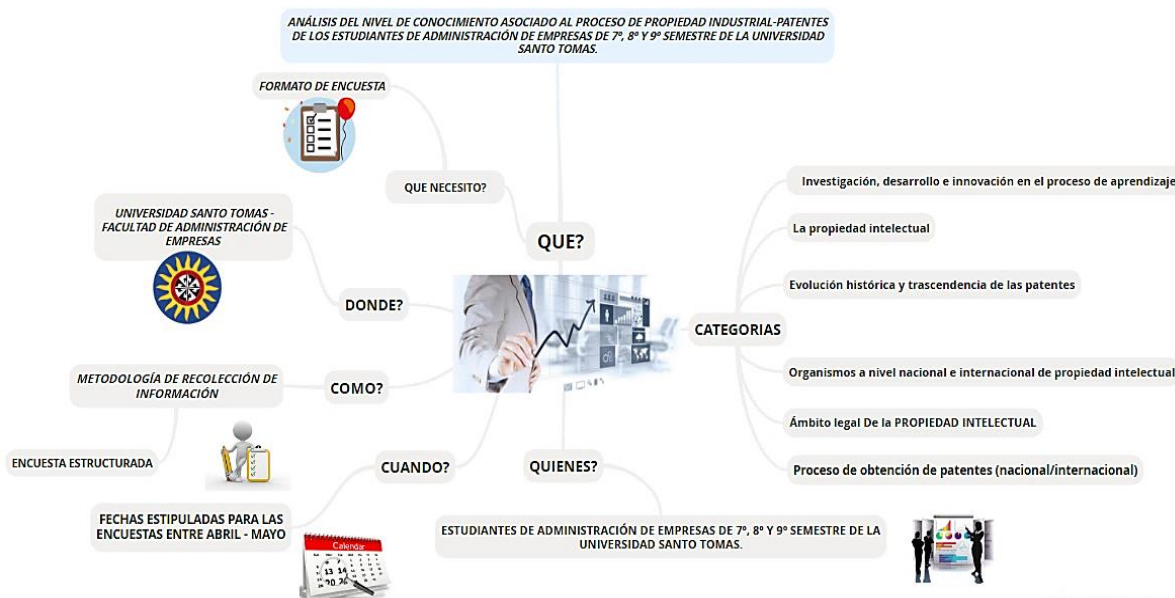 ANÁLISIS DEL NIVEL DE CONOCIMIENTO ASOCIADO AL PROCESO DE PROPIEDAD INDUSTRIAL-PATENTES
DE LOS ESTUDIANTES DE ADMINISTRACIÓN DE EMPRESAS DE 7º, 8º Y 9º SEMESTRE DE LA UNIVERSIDAD
SANTO TOMAS.
FORMATO DE ENCUESTA
QUE NECESITO?
QUE?
UNIVERSIDAD SANTO TOMAS -
FACULTAD DE ADMINISTRACIÓN DE
EMPRESAS
DONDE?
METODOLOGÍA DE RECOLECCIÓN DE
INFORMACIÓN
COMO?
ENCUESTA ESTRUCTURADA
CUANDO?
FECHAS ESTIPULADAS PARA LAS
ENCUESTAS ENTRE ABRIL - MAYO
Calendar
13 14
20
QUIENES?
ESTUDIANTES DE ADMINISTRACIÓN DE EMPRESAS DE 7º, 8º Y 9º SEMESTRE DE LA
UNIVERSIDAD SANTO TOMAS.
CATEGORIAS
Investigación, desarrollo e innovación en el proceso de aprendizaje
La propiedad intelectual
Evolución histórica y trascendencia de las patentes
Organismos a nivel nacional e internacional de propiedad intelectual
Ámbito legal De la PROPIEDAD INTELECTUAL
Proceso de obtención de patentes (nacional/internacional)